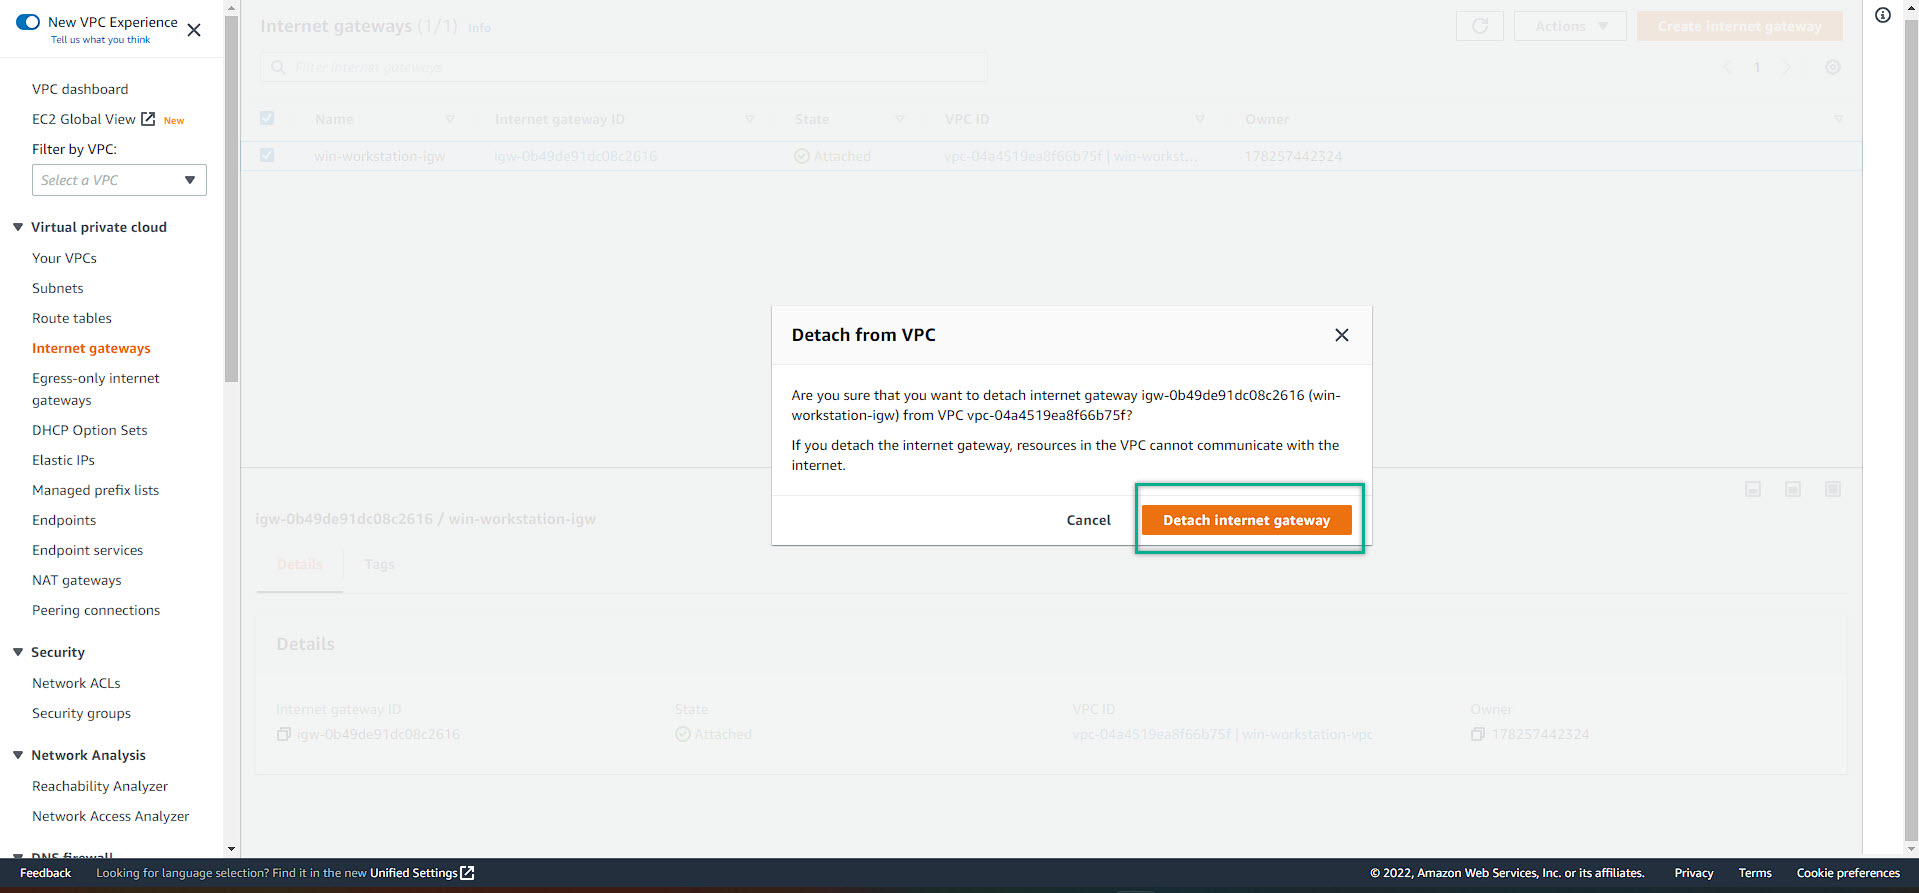 New VPC Experience
Tell us what you think
VPC dashboard
EC2 Global View New
Filter by VPC:
Select a VPC
Virtual private cloud
Your VPCs
Subnets
Route tables
Internet gateways
Egress-only internet
gateways
DHCP Option Sets
Elastic IPs
Managed prefix lists
Endpoints
Endpoint services
NAT gateways
Peering connections
Security
Network ACLs
Security groups
Network Analysis
Reachability Analyzer
Network Access Analyzer
DNS firewall
Internet gateways (1/1) Info
Actions
Create internet gateway
Filter internet gateways
1
Name Internet gateway ID State VPC ID Owner
win-workstation-igw igw-0b49de91dc08c2616 Attached vpc-04a4519ea8f66b75f | win-workst... 178257442324
Detach from VPC
Are you sure that you want to detach internet gateway igw-0b49de91dc08c2616 (win-
workstation-igw) from VPC vpc-04a4519ea8f66b75f?
If you detach the internet gateway, resources in the VPC cannot communicate with the
internet.
Cancel Detach internet gateway
igw-0b49de91dc08c2616 / win-workstation-igw
Details Tags
Details
Internet gateway ID State VPC ID Owner
igw-0b49de91dc08c2616 Attached vpc-04a4519ea8f66b75f | win-workstation-vpc 178257442324
Feedback Looking for language selection? Find it in the new Unified Settings © 2022, Amazon Web Services, Inc. or its affiliates. Privacy Terms Cookie preferences